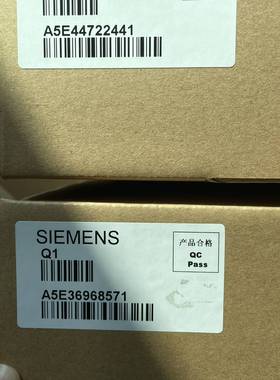 A5E44722441
SIEMENS
Q1
产品合格
QC
Pass
A5E36968571